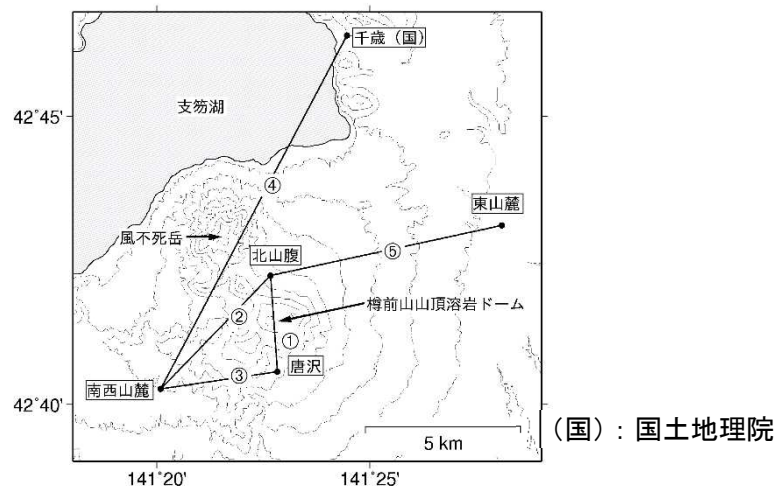 千歳（国）
支笏湖
42°45'
④
東山麓
風不死岳
北山腹
⑤
樽前山山頂溶岩ドーム
②
①
唐沢
③
南西山麓
42°40'
5 km
（国）：国土地理院
141°20'
141°25'